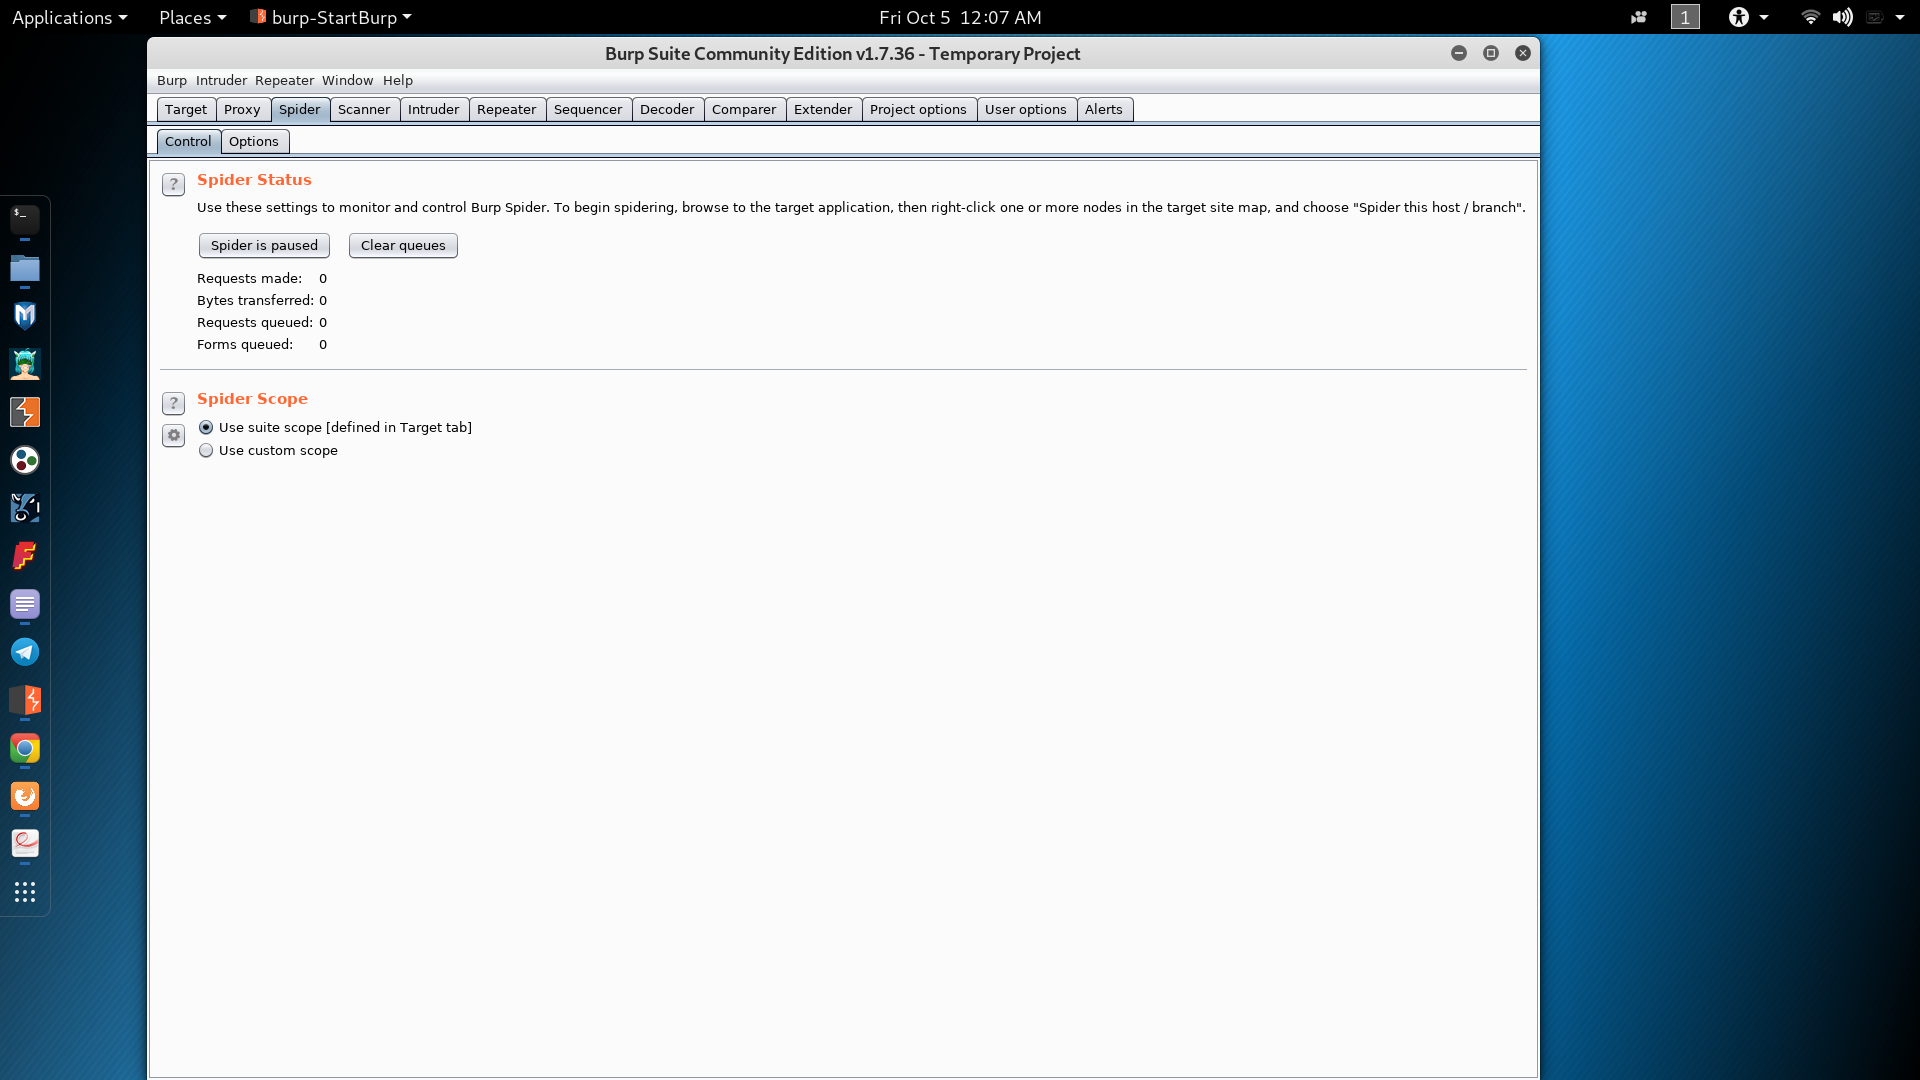 Applications Places burp-StartBurp Fri Oct 5 12:07 AM 1
Burp Suite Community Edition v1.7.36 - Temporary Project
Burp Intruder Repeater Window Help
Target Proxy Spider Scanner Intruder Repeater Sequencer Decoder Comparer Extender Project options User options Alerts
Control Options
? Spider Status
Use these settings to monitor and control Burp Spider. To begin spidering, browse to the target application, then right-click one or more nodes in the target site map, and choose "Spider this host / branch".
Spider is paused Clear queues
Requests made: 0
Bytes transferred: 0
Requests queued: 0
Forms queued: 0
? Spider Scope
Use suite scope [defined in Target tab]
Use custom scope
$_